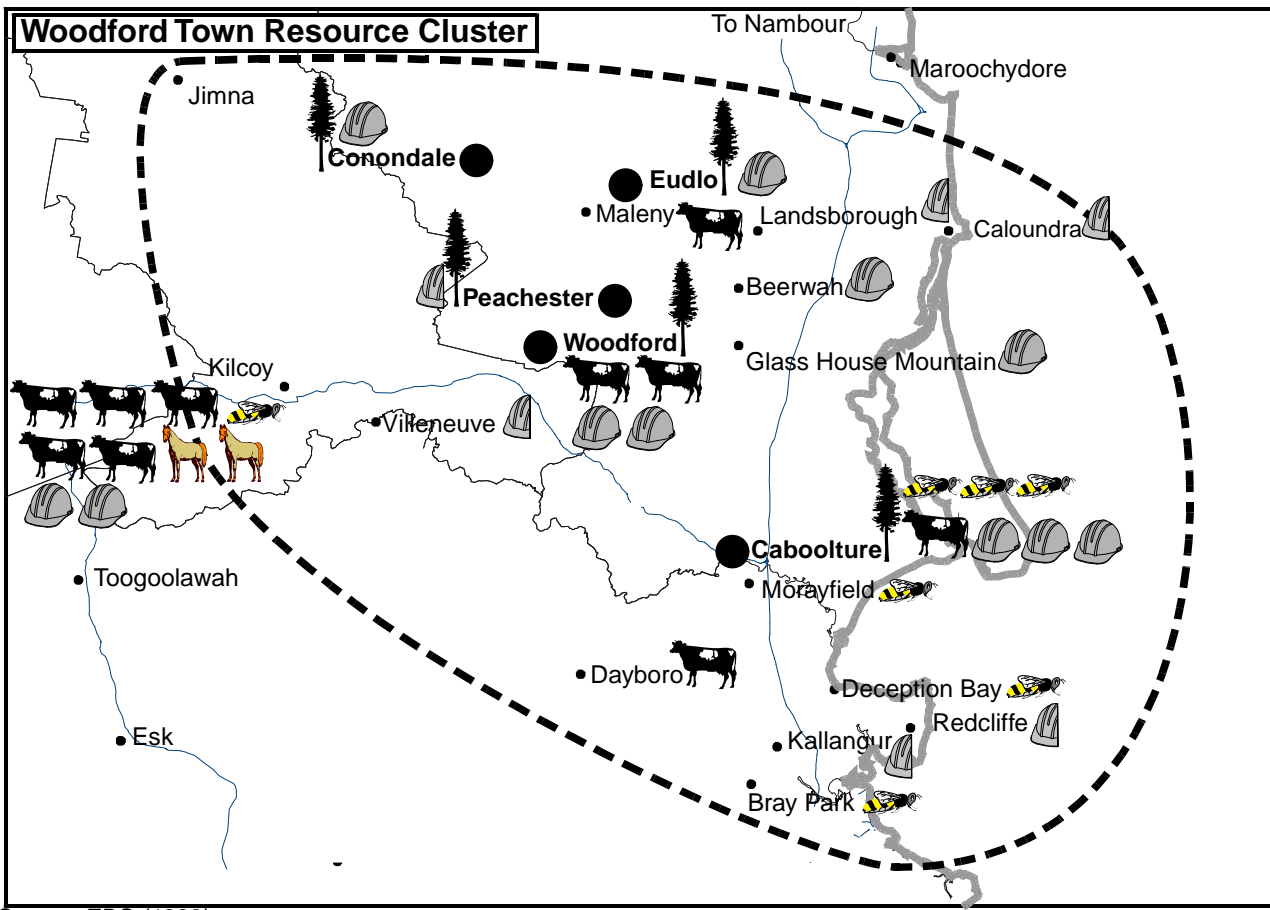 Woodford Town Resource Cluster
To Nambour
Maroochydore
Jimna
Conondale
Eudlo
Maleny
Landsborough
Caloundra
Beerwah
Peachester
Woodford
Glass House Mountain
Kilcoy
Villeneuve
Caboolture
Toogoolawah
Morayfield
Dayboro
Deception Bay
Redcliffe
Esk
Kallangur
Bray Park